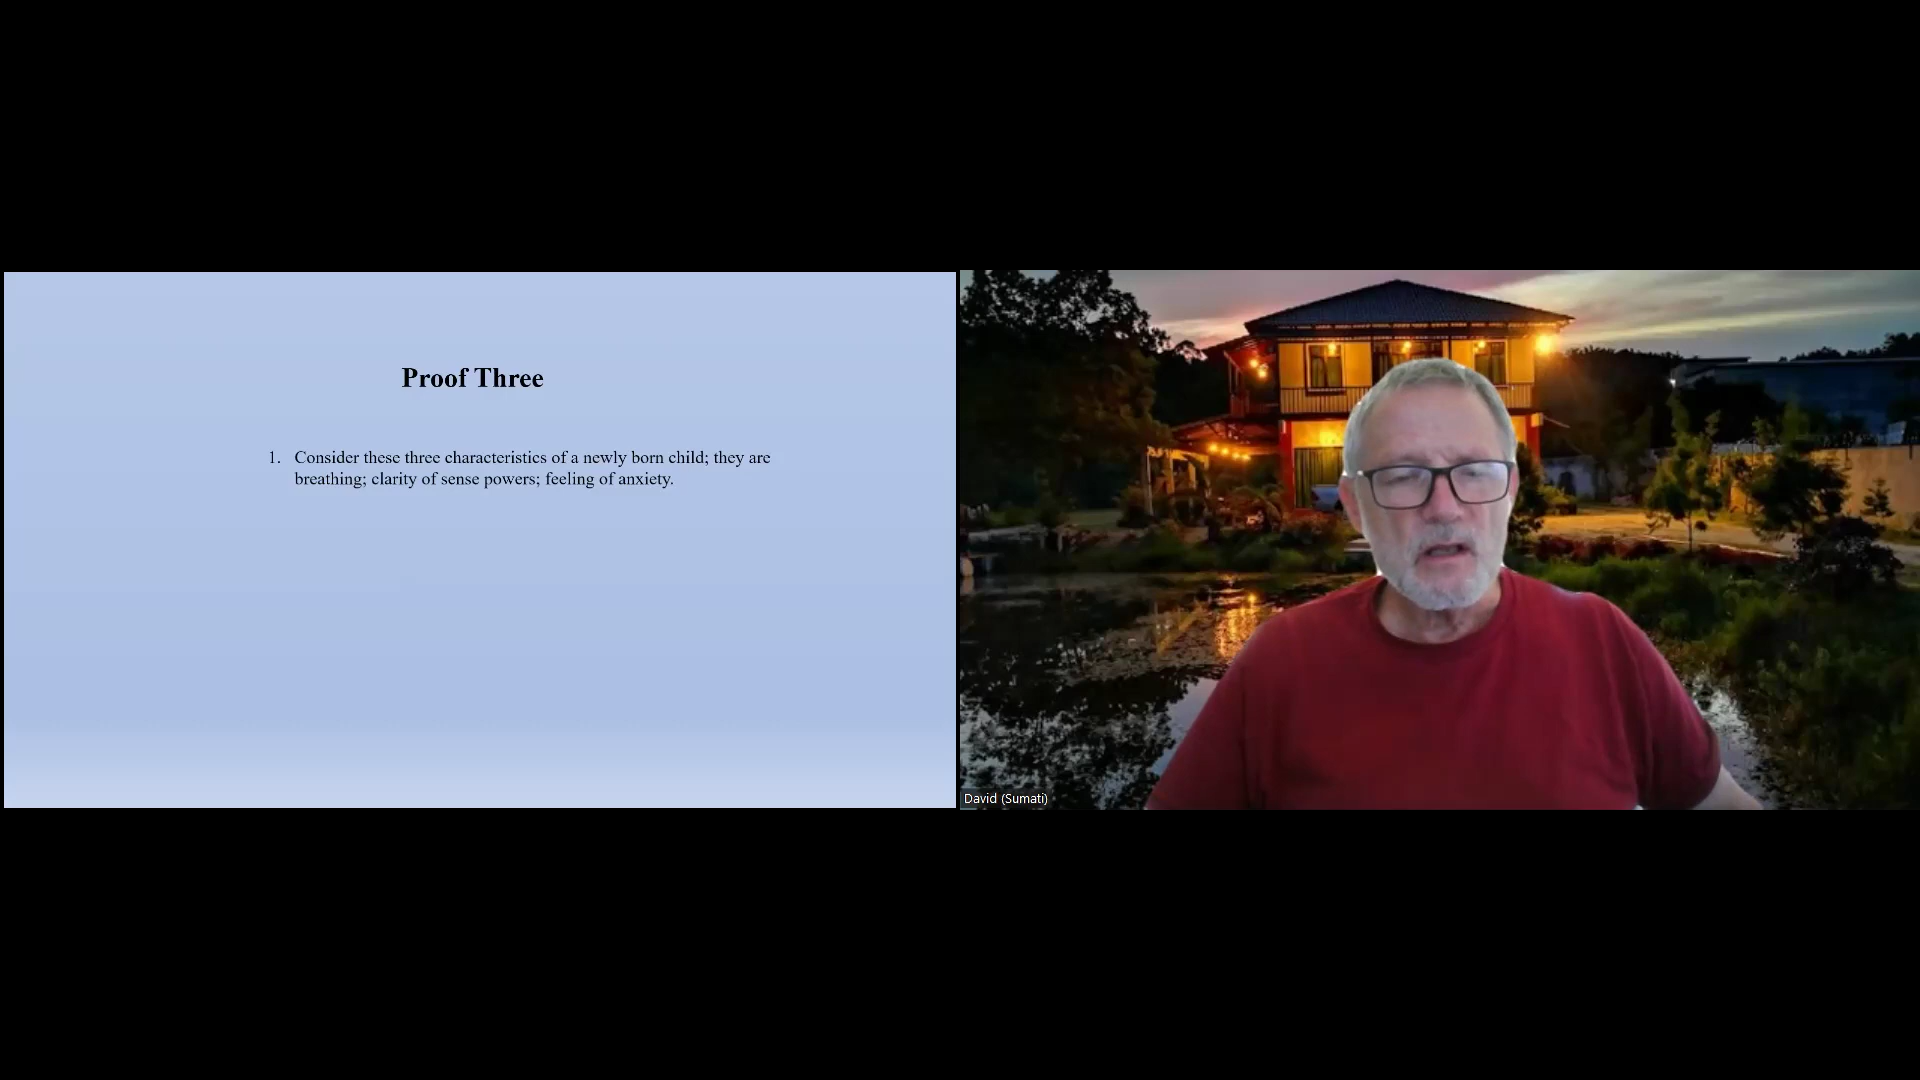 Proof Three
1. Consider these three characteristics of a newly born child; they are
breathing; clarity of sense powers; feeling of anxiety.
David (Sumati)